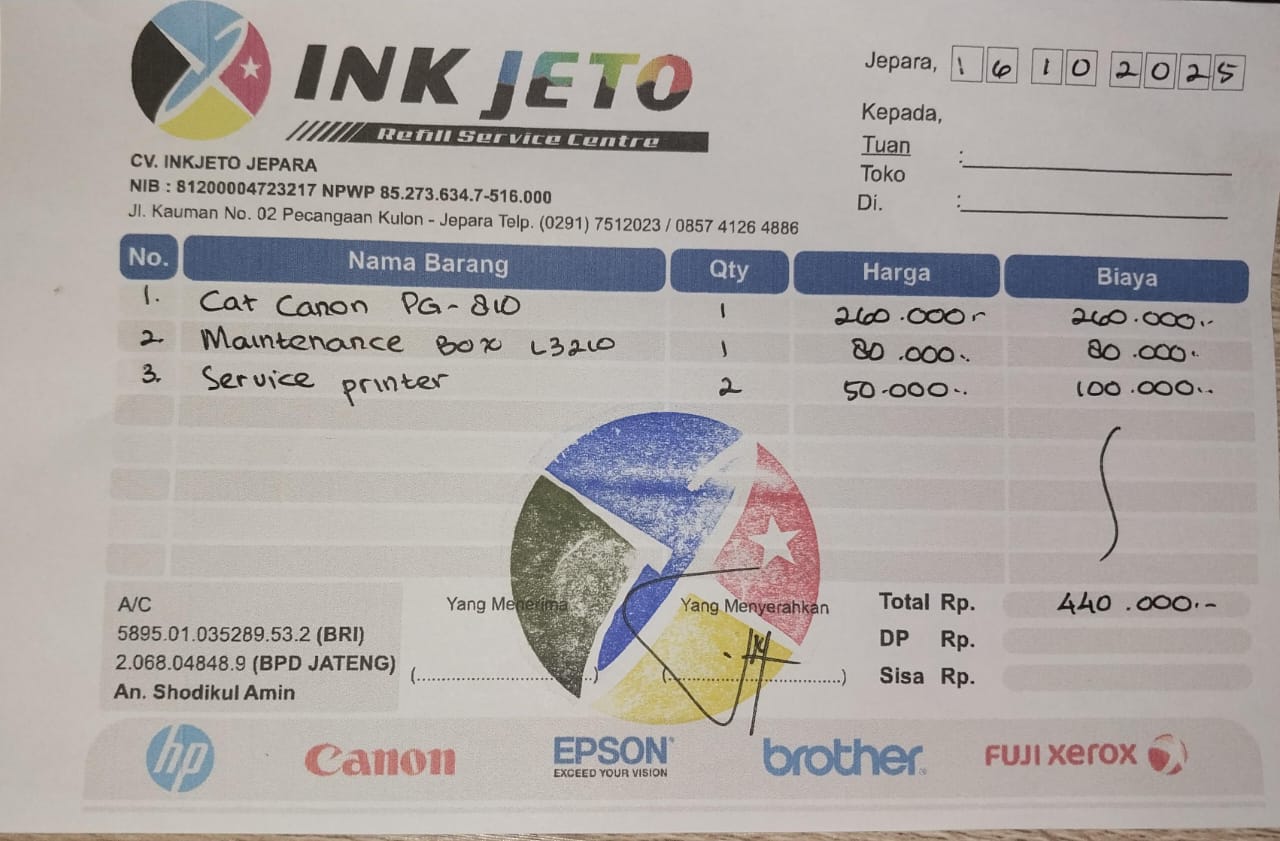 INK JETO
Refill Service Centre
CV. INKJETO JEPARA
NIB : 81200004723217 NPWP 85.273.634.7-516.000
Jl. Kauman No. 02 Pecangaan Kulon - Jepara Telp. (0291) 7512023 / 0857 4126 4886
Jepara, 16 10 2025
Kepada,
Tuan :
Toko
Di. :
No. Nama Barang Qty Harga Biaya
1. Cat Canon PG-810 1 260.000,- 260.000,-
2. Maintenance Box L3210 1 80.000,- 80.000,-
3. Service printer 2 50.000,- 100.000,-
A/C
5895.01.035289.53.2 (BRI)
2.068.04848.9 (BPD JATENG)
An. Shodikul Amin
Yang Menerima
(........................................)
Yang Menyerahkan
(........................................)
Total Rp. 440.000,-
DP Rp.
Sisa Rp.
hp
Canon
EPSON
EXCEED YOUR VISION
brother
FUJI xerox